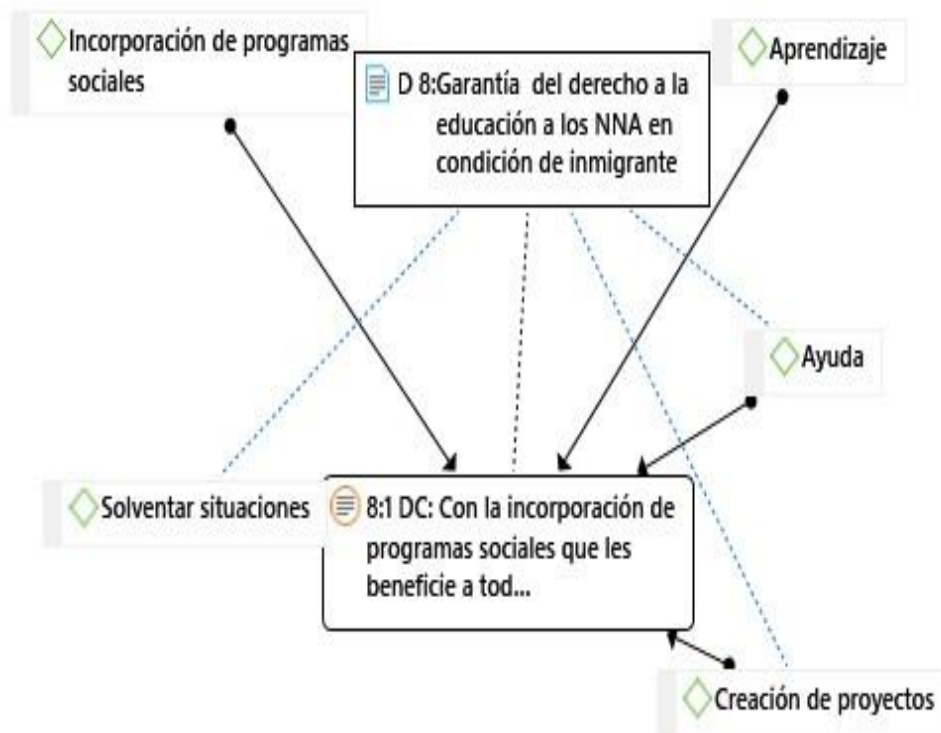 Incorporación de programas
sociales
D 8:Garantía del derecho a la
educación a los NNA en
condición de inmigrante
Aprendizaje
Ayuda
Solventar situaciones
8:1 DC: Con la incorporación de
programas sociales que les
beneficie a tod...
Creación de proyectos